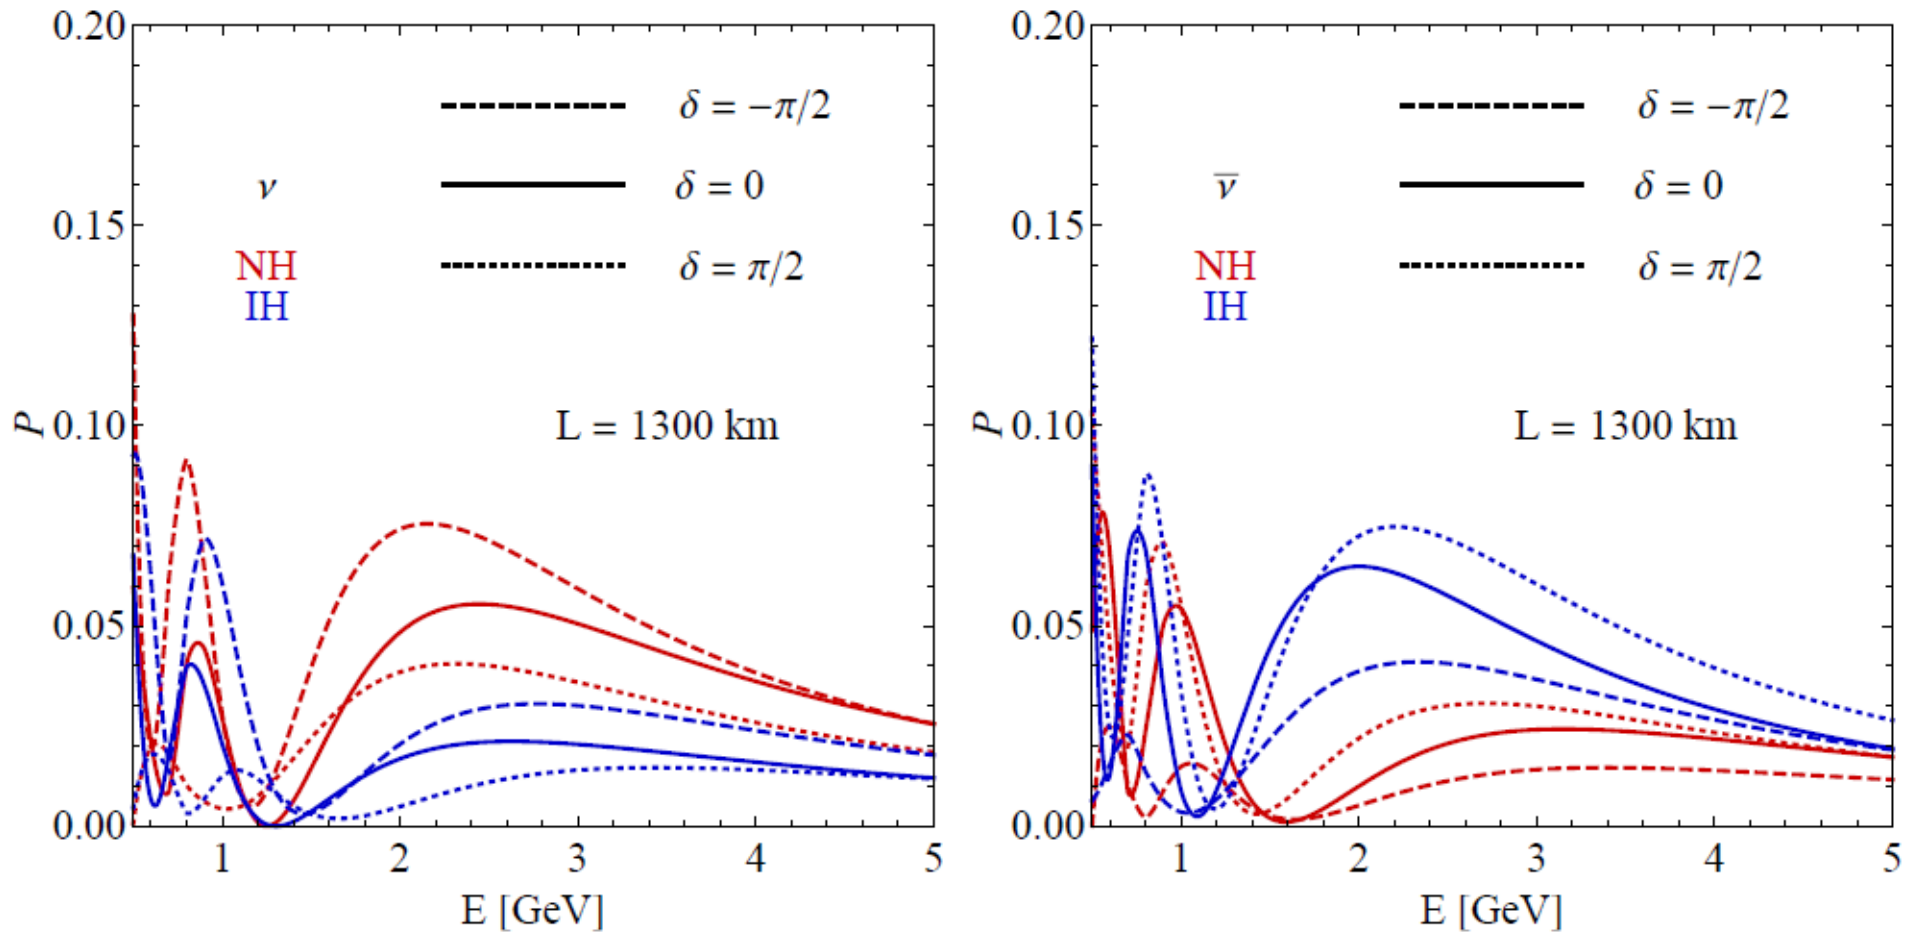 0.20
δ = −π/2
ν
δ = 0
0.15
NH
δ = π/2
IH
P
0.10
L = 1300 km
0.05
0.00
1 2 3 4 5
E [GeV]
0.20
δ = −π/2
ν̅
δ = 0
0.15
NH
δ = π/2
IH
P
0.10
L = 1300 km
0.05
0.00
1 2 3 4 5
E [GeV]